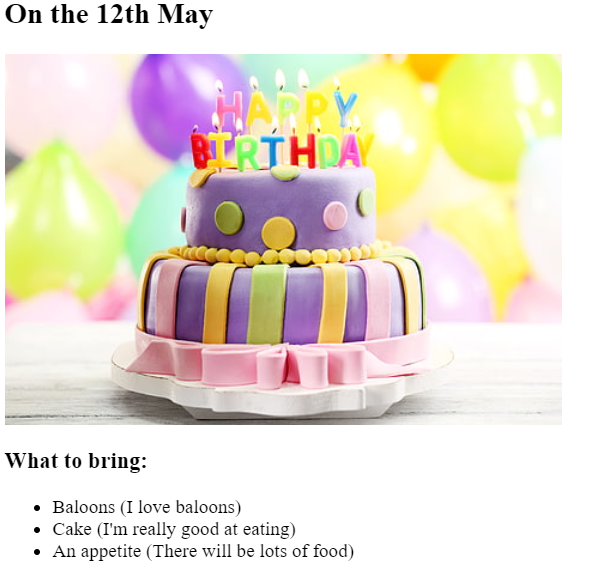 On the 12th May
HAPPY
BIRTHDAY
What to bring:
Baloons (I love baloons)
Cake (I'm really good at eating)
An appetite (There will be lots of food)